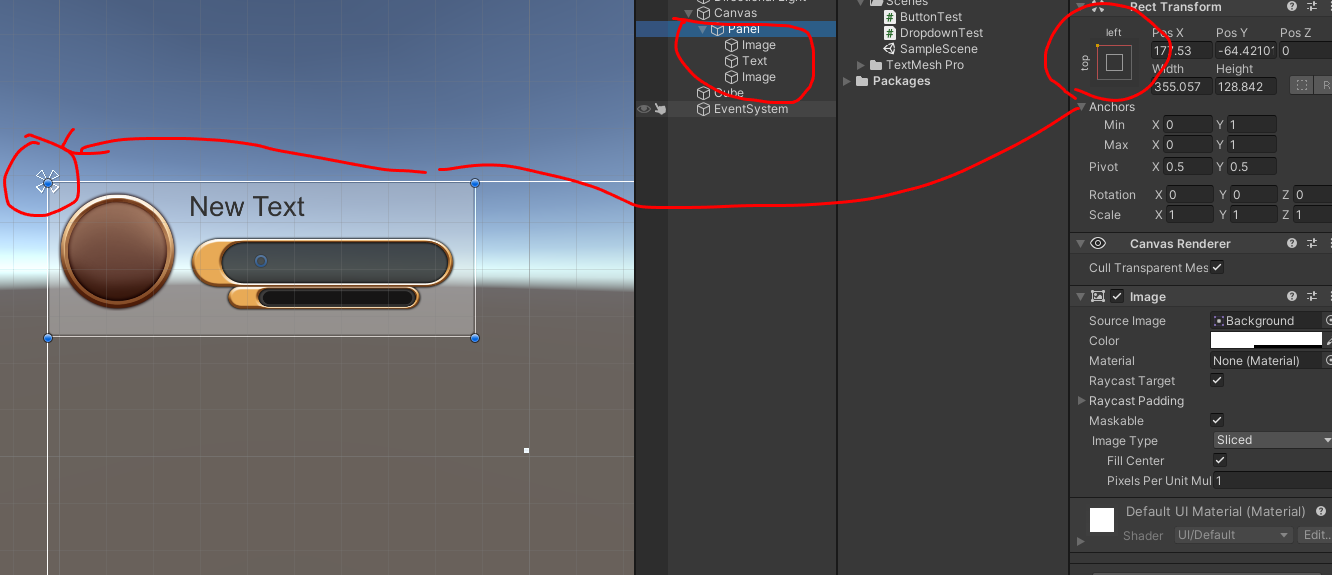 New Text
Directional Light
Canvas
Panel
Image
Text
Image
Cube
EventSystem
Scenes
ButtonTest
DropdownTest
SampleScene
TextMesh Pro
Packages
Rect Transform
left
top
Pos X Pos Y Pos Z
177.53 -64.4210 0
Width Height
355.057 128.842
R
Anchors
Min X 0 Y 1
Max X 0 Y 1
Pivot X 0.5 Y 0.5
Rotation X 0 Y 0 Z 0
Scale X 1 Y 1 Z 1
Canvas Renderer
Cull Transparent Mes
Image
Source Image Background
Color
Material None (Material)
Raycast Target
Raycast Padding
Maskable
Image Type Sliced
Fill Center
Pixels Per Unit Mul 1
Default UI Material (Material)
Shader UI/Default Edit..